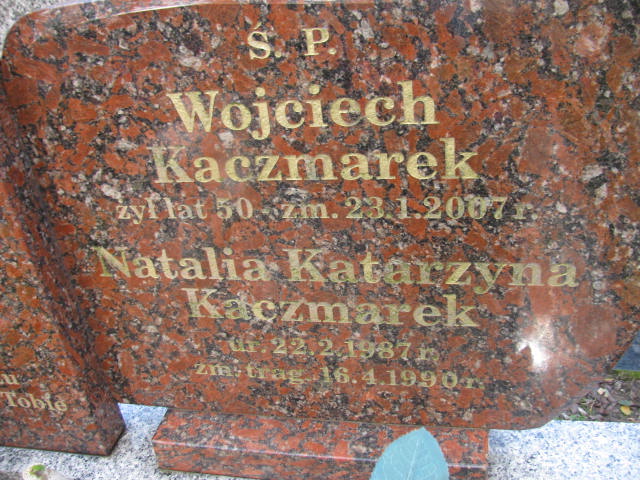 Ś. P.
Wojciech
Kaczmarek
żył lat 50 - zm. 23.1.2007 r.
Natalia Katarzyna
Kaczmarek
ur. 22.2.1987 r.
zm. trag. 16.4.1990 r.
Tobie